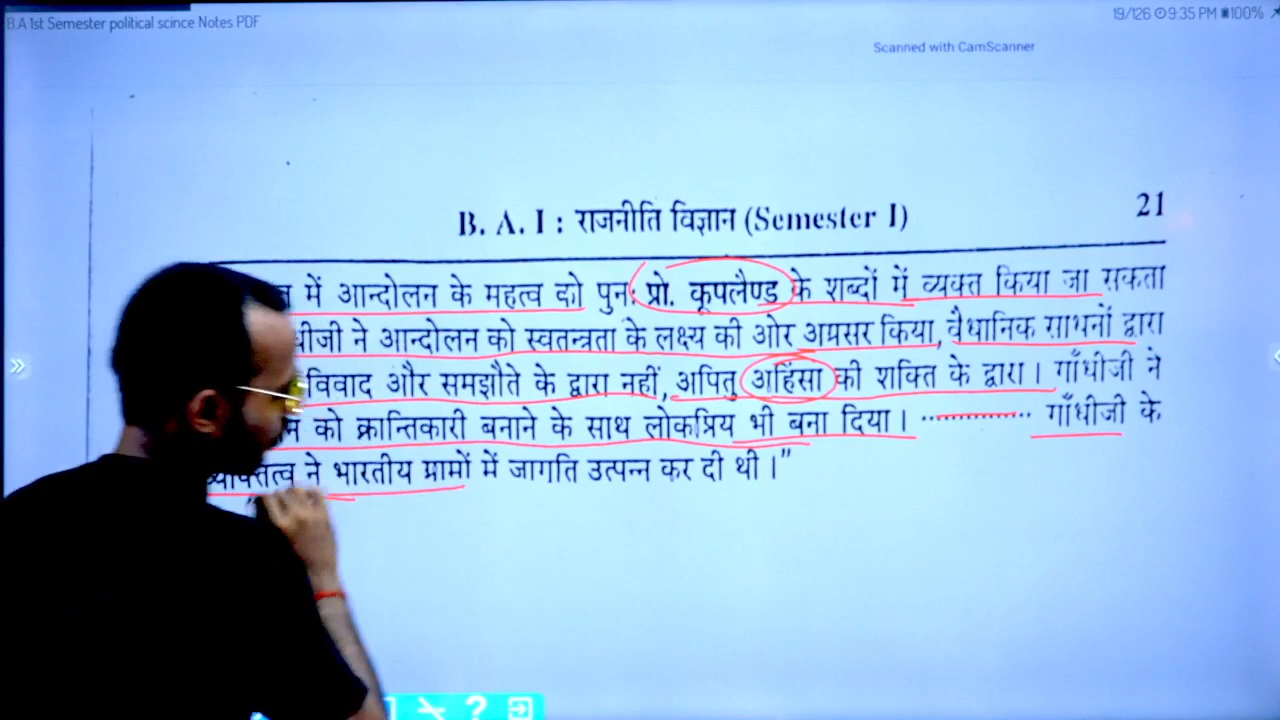 B.A 1st Semester political scince Notes PDF
19/126 9:35 PM 100%
Scanned with CamScanner
B. A. I : राजनीति विज्ञान (Semester I)
21
में आन्दोलन के महत्व को पुन: प्रो. कूपलैण्ड के शब्दों में व्यक्त किया जा सकता
ने आन्दोलन को स्वतन्त्रता के लक्ष्य की ओर अग्रसर किया, वैधानिक साधनों द्वारा
विवाद और समझौते के द्वारा नहीं, अपितु अहिंसा की शक्ति के द्वारा । गाँधीजी ने
को क्रान्तिकारी बनाने के साथ लोकप्रिय भी बना दिया । ............... गाँधीजी के
ने भारतीय ग्रामों में जागति उत्पन्न कर दी थी ।”